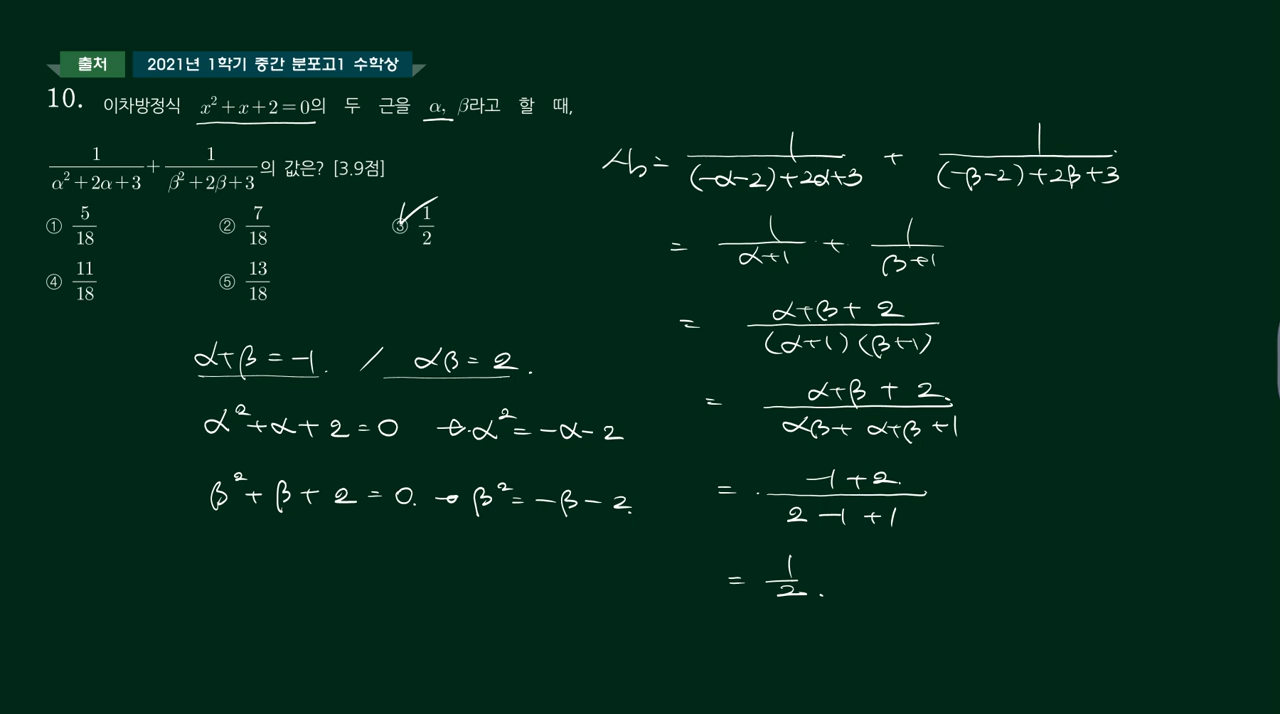 출처 2021년 1학기 중간 분포고1 수학상
10. 이차방정식 x²+x+2=0의 두 근을 α, β라고 할 때,
1/(α²+2α+3) + 1/(β²+2β+3) 의 값은? [3.9점]
① 5/18 ② 7/18 ③ 1/2
④ 11/18 ⑤ 13/18
α+β=-1. / αβ=2.
α²+α+2=0 α²=-α-2
β²+β+2=0. β²=-β-2.
= 1/((-α-2)+2α+3) + 1/((-β-2)+2β+3)
= 1/(α+1) + 1/(β+1)
= (α+β+2)/((α+1)(β+1))
= (α+β+2)/(αβ+α+β+1)
= (-1+2)/(2-1+1)
= 1/2.